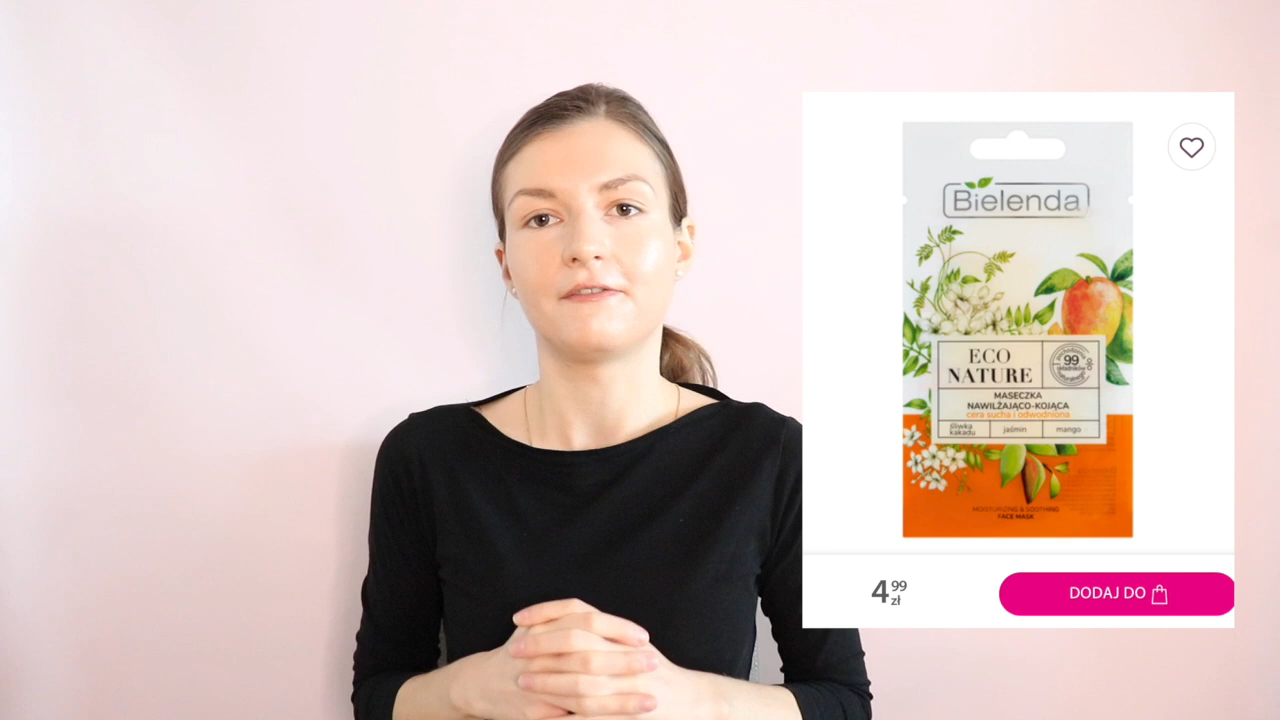 Bielenda
ECO
NATURE
99
składników
MASECZKA
NAWILŻAJĄCO-KOJĄCA
cera sucha i odwodniona
śliwka
kakadu
jaśmin
mango
MOISTURIZING & SOOTHING
FACE MASK
4 99
zł
DODAJ DO